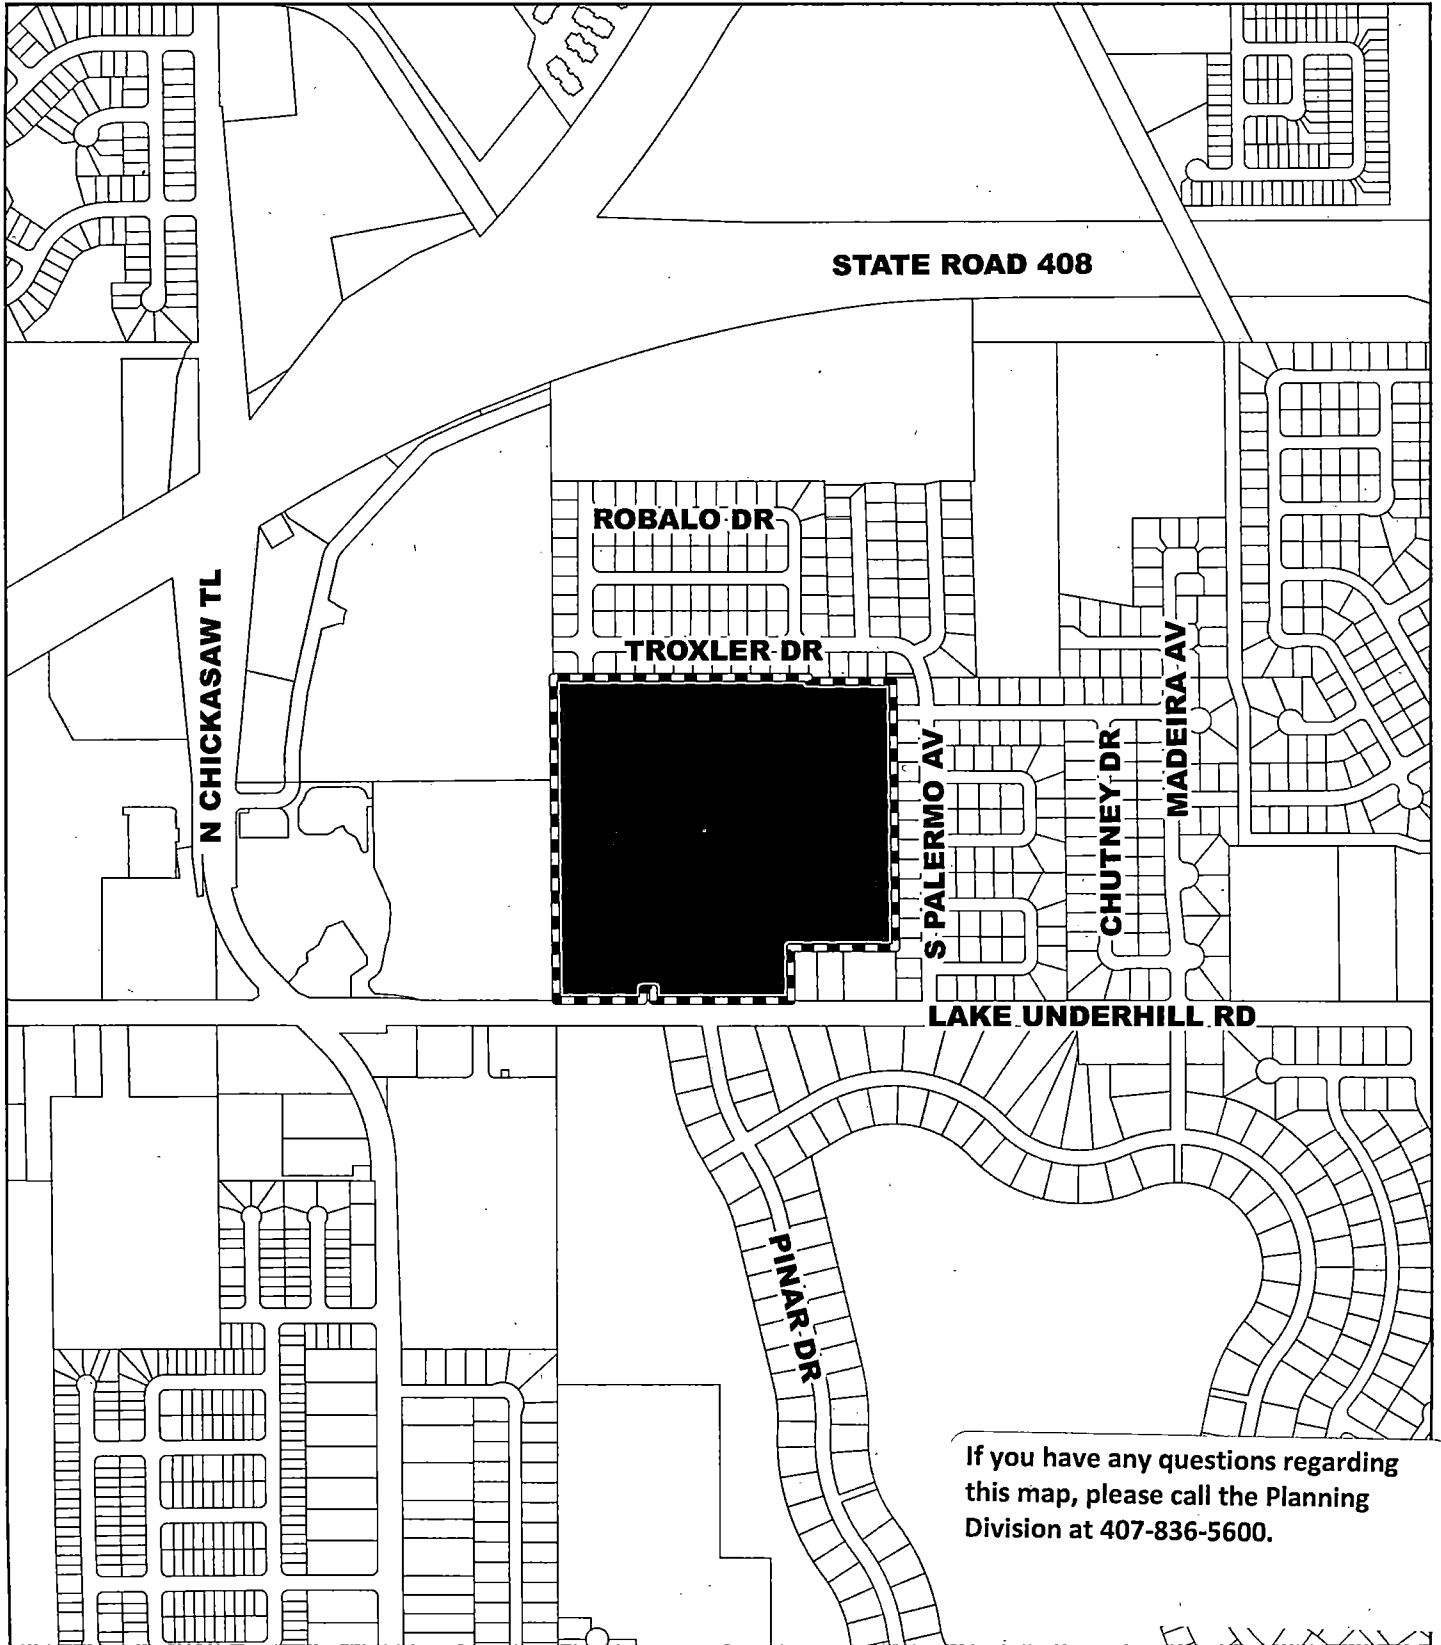 STATE ROAD 408
ROBALO DR
TROXLER DR
N CHICKASAW TL
S PALERMO AV
CHUTNEY DR
MADEIRA AV
LAKE UNDERHILL RD
PINAR DR
If you have any questions regarding
this map, please call the Planning
Division at 407-836-5600.